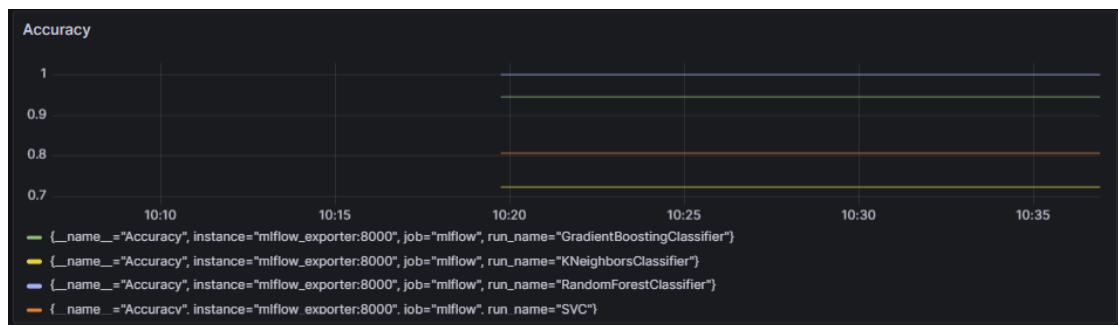 Accuracy
1
0.9
0.8
0.7
10:10 10:15 10:20 10:25 10:30 10:35
{__name__="Accuracy", instance="mlflow_exporter:8000", job="mlflow", run_name="GradientBoostingClassifier"}
{__name__="Accuracy", instance="mlflow_exporter:8000", job="mlflow", run_name="KNeighborsClassifier"}
{__name__="Accuracy", instance="mlflow_exporter:8000", job="mlflow", run_name="RandomForestClassifier"}
{__name__="Accuracy", instance="mlflow_exporter:8000", job="mlflow", run_name="SVC"}